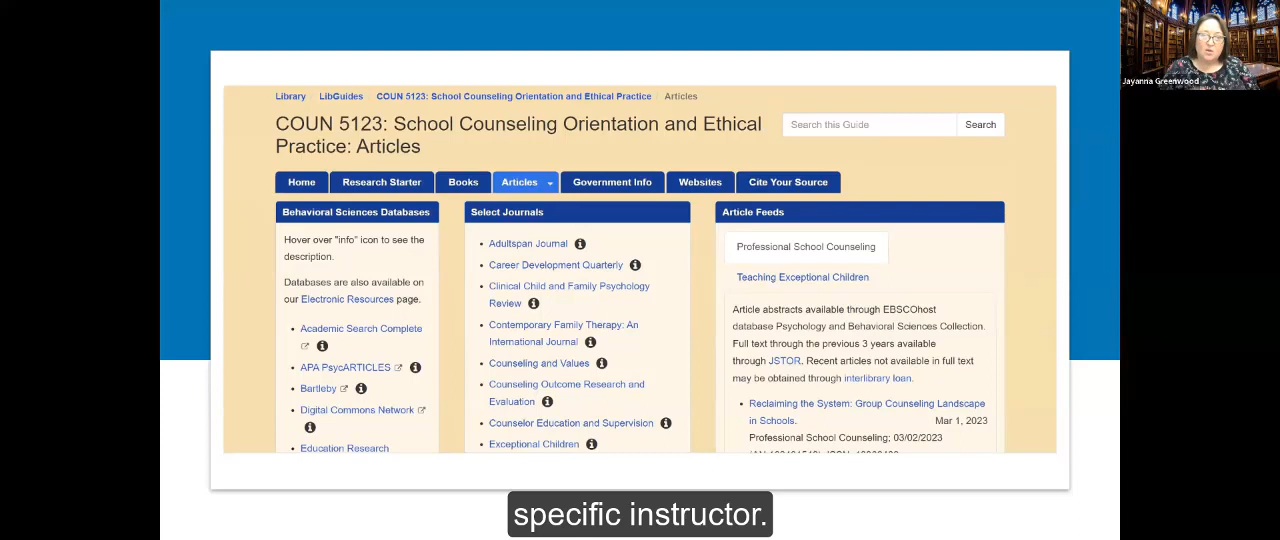 Jayanna Greenwood
Library LibGuides COUN 5123: School Counseling Orientation and Ethical Practice Articles
COUN 5123: School Counseling Orientation and Ethical
Practice: Articles
Search this Guide Search
Home Research Starter Books Articles Government Info Websites Cite Your Source
Behavioral Sciences Databases
Hover over "info" icon to see the
description.
Databases are also available on
our Electronic Resources page.
Academic Search Complete
APA PsycARTICLES
Bartleby
Digital Commons Network
Education Research
Select Journals
Adultspan Journal
Career Development Quarterly
Clinical Child and Family Psychology
Review
Contemporary Family Therapy: An
International Journal
Counseling and Values
Counseling Outcome Research and
Evaluation
Counselor Education and Supervision
Exceptional Children
Article Feeds
Professional School Counseling
Teaching Exceptional Children
Article abstracts available through EBSCOhost
database Psychology and Behavioral Sciences Collection.
Full text through the previous 3 years available
through JSTOR. Recent articles not available in full text
may be obtained through interlibrary loan.
Reclaiming the System: Group Counseling Landscape
in Schools. Mar 1, 2023
Professional School Counseling; 03/02/2023
specific instructor.